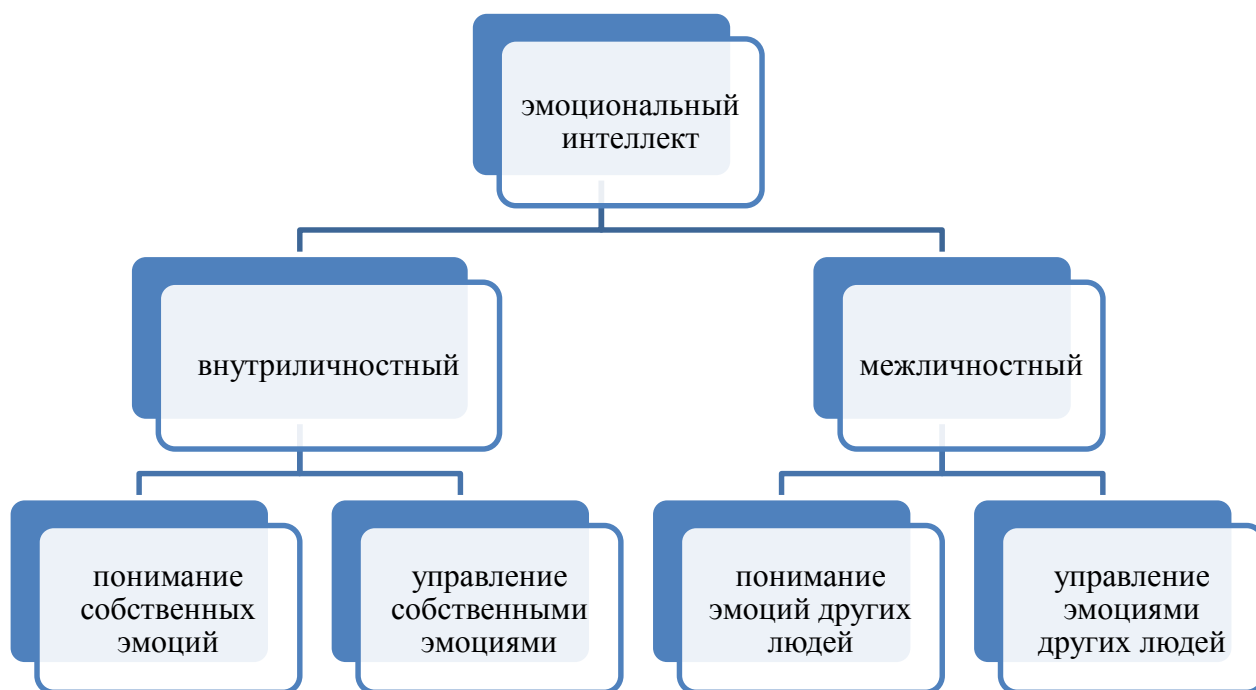 эмоциональный
интеллект
внутриличностный
межличностный
понимание
собственных
эмоций
управление
собственными
эмоциями
понимание
эмоций других
людей
управление
эмоциями
других людей